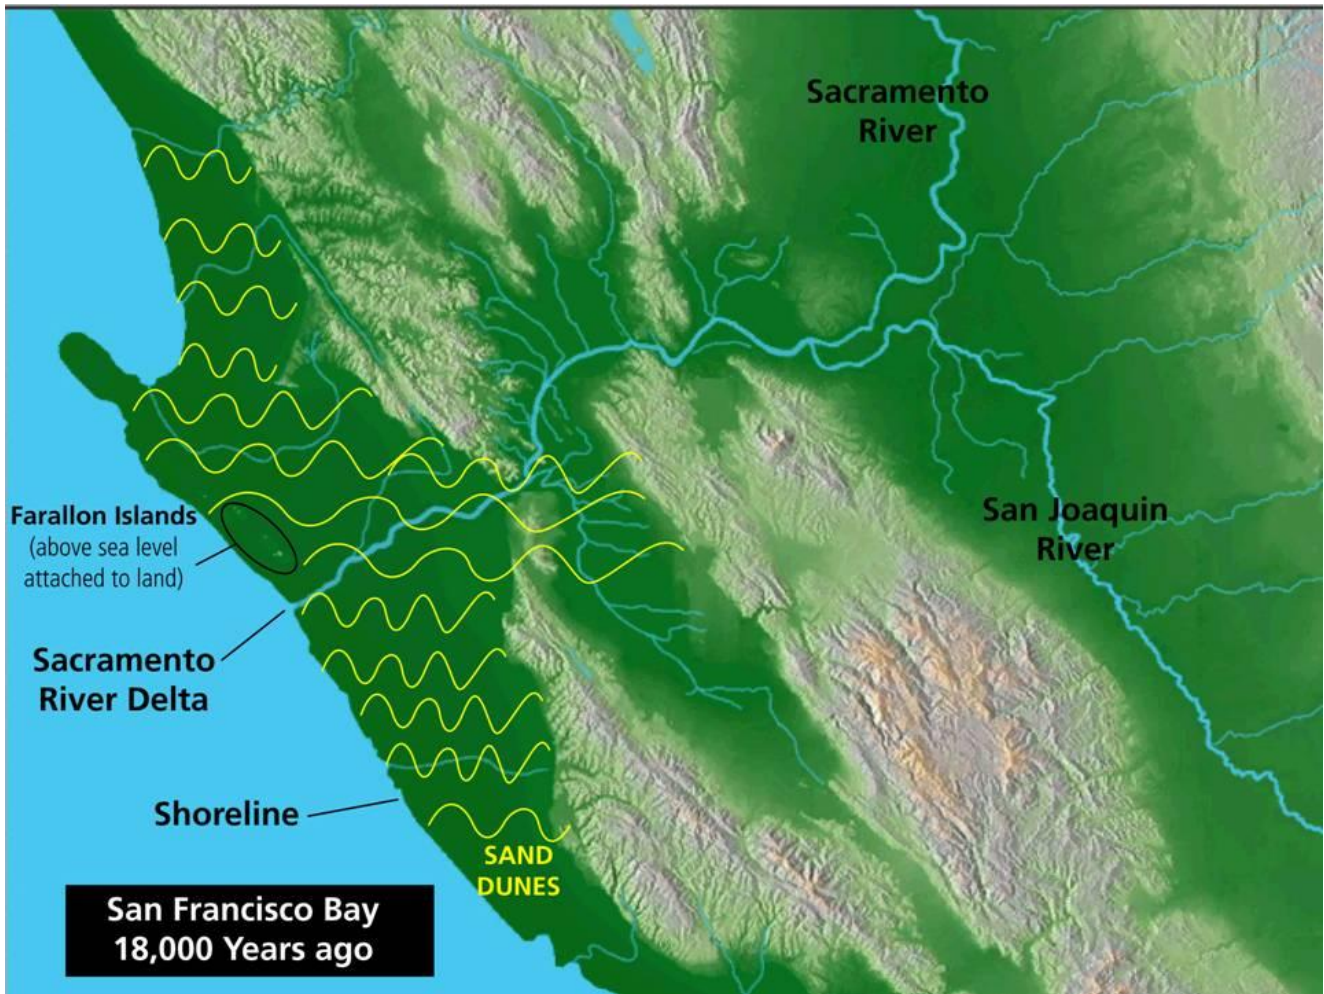 Sacramento
River
Farallon Islands
(above sea level
attached to land)
San Joaquin
River
Sacramento
River Delta
Shoreline
SAND
DUNES
San Francisco Bay
18,000 Years ago